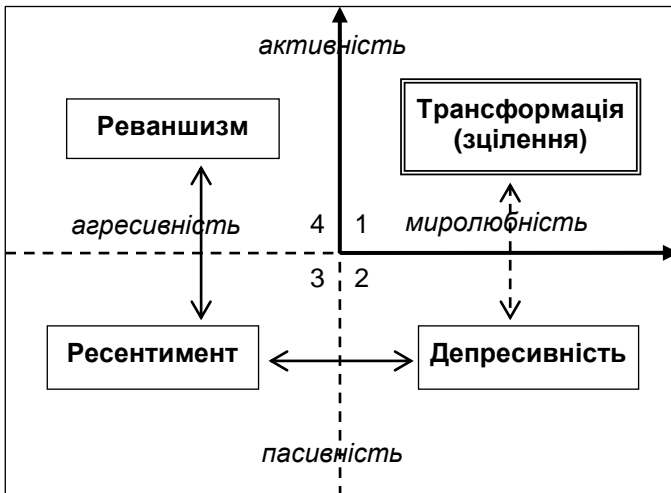 активність
Реваншизм
Трансформація
(зцілення)
агресивність
4
1
миролюбність
3
2
Ресентимент
Депресивність
пасивність